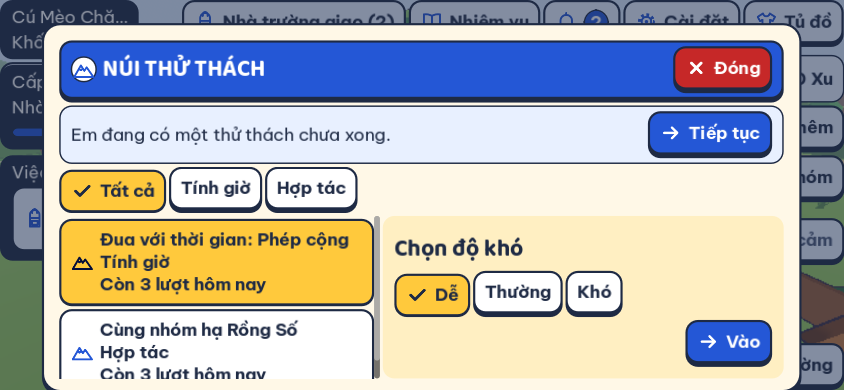 Cú Mèo Chă...
Nhà trường giao (2)
Nhiệm vụ
2
Cài đặt
Tủ đồ
Khố
Cấp
Nhà
Xu
Việc
NÚI THỬ THÁCH
Đóng
Em đang có một thử thách chưa xong.
Tiếp tục
Tất cả
Tính giờ
Hợp tác
Đua với thời gian: Phép cộng
Tính giờ
Còn 3 lượt hôm nay
Cùng nhóm hạ Rồng Số
Hợp tác
Còn 3 lượt hôm nay
Chọn độ khó
Dễ
Thường
Khó
Vào